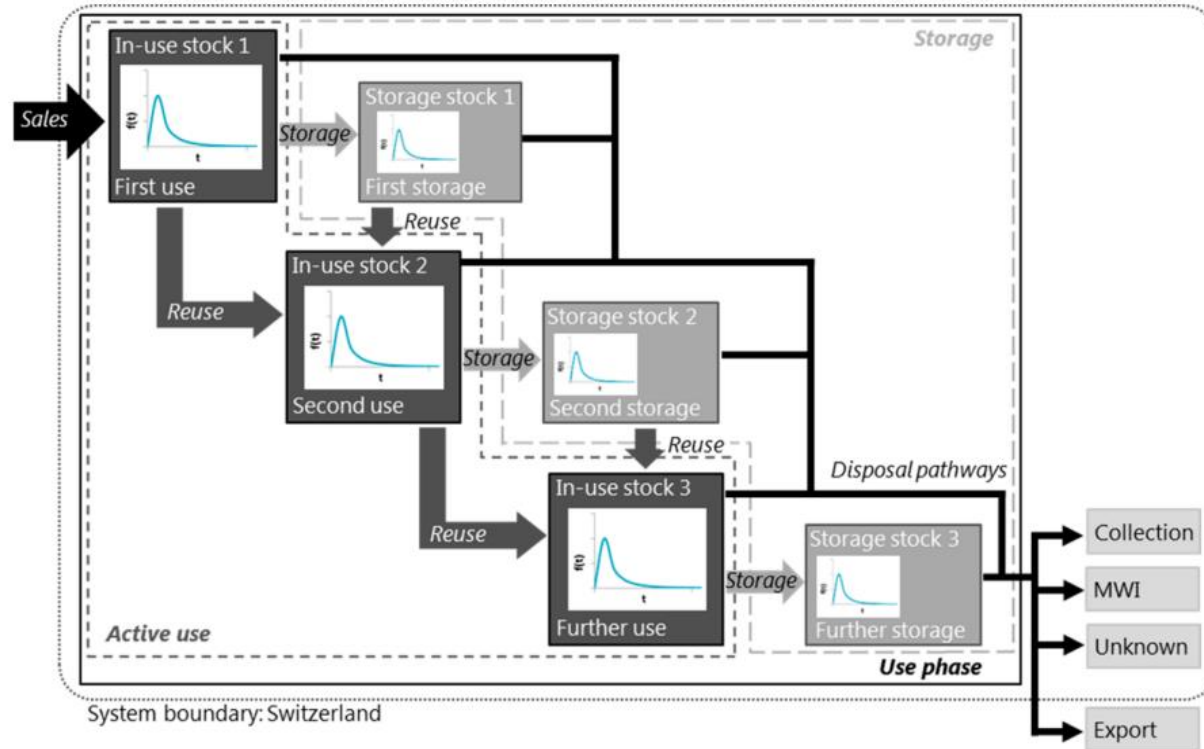 Storage
In-use stock 1
f(t)
t
First use
Sales
Storage
Storage stock 1
f(t)
t
First storage
Reuse
Reuse
In-use stock 2
f(t)
t
Second use
Storage
Storage stock 2
f(t)
t
Second storage
Reuse
Reuse
In-use stock 3
f(t)
t
Further use
Storage
Disposal pathways
Storage stock 3
f(t)
t
Further storage
Collection
MWI
Unknown
Export
Active use
Use phase
System boundary: Switzerland